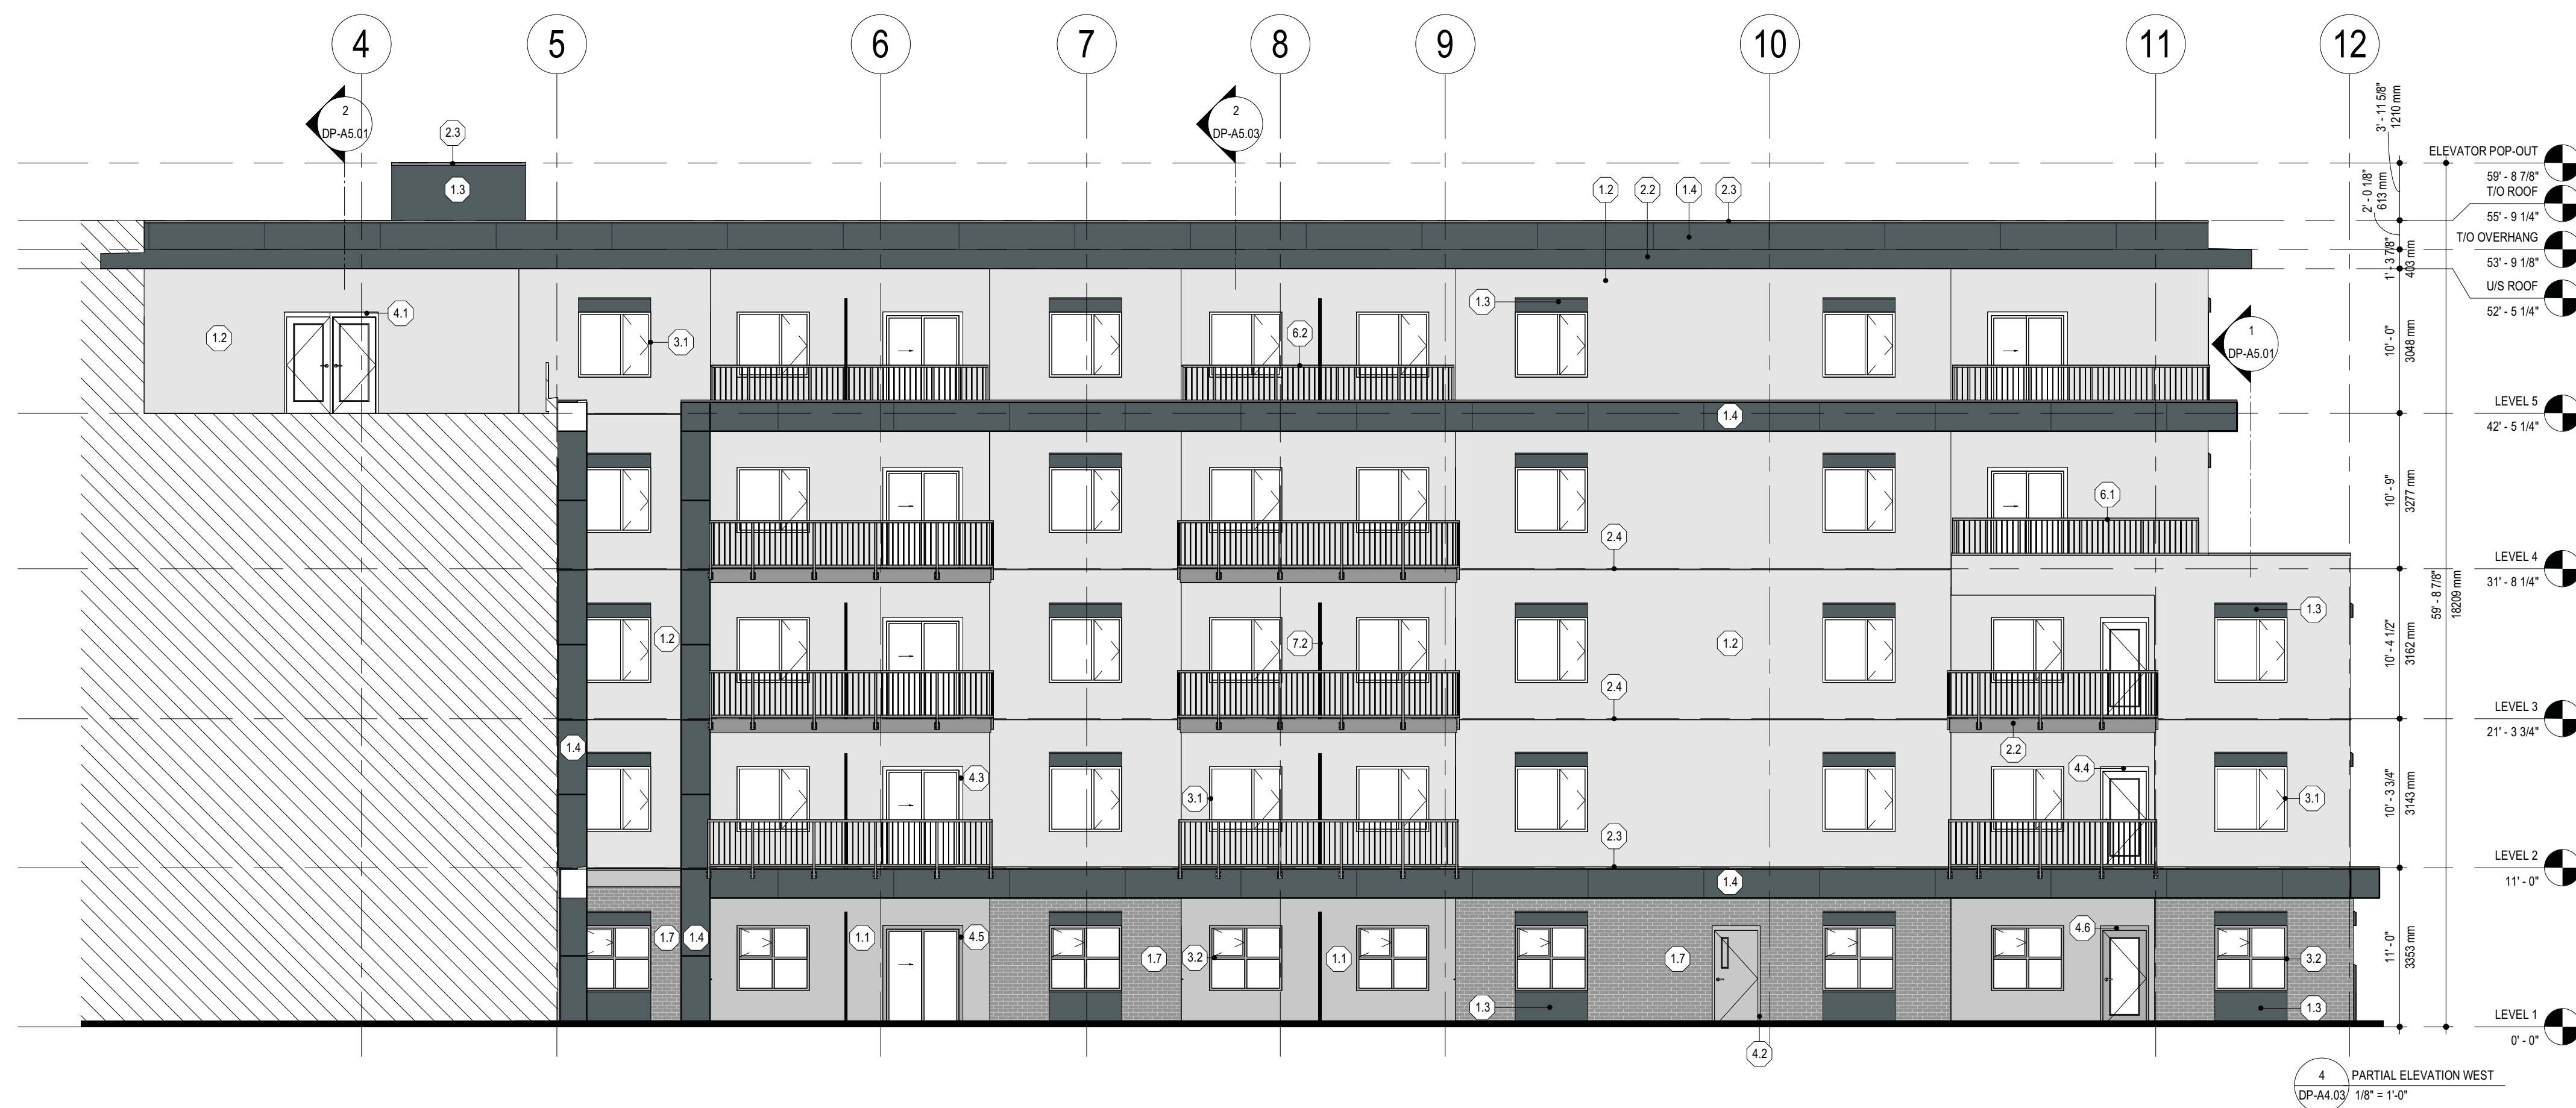 4 5 6 7 8 9 10 11 12
2
DP-A5.01
2
DP-A5.03
2.3
1.3
1.2 2.2 1.4 2.3
3' - 11 5/8"
1210 mm
ELEVATOR POP-OUT
59' - 8 7/8"
2' - 0 1/8"
613 mm
T/O ROOF
55' - 9 1/4"
T/O OVERHANG
53' - 9 1/8"
1' - 3 7/8"
403 mm
U/S ROOF
52' - 5 1/4"
1.2
4.1
3.1
6.2
1.3
1
DP-A5.01
10' - 0"
3048 mm
1.4
LEVEL 5
42' - 5 1/4"
6.1
10' - 9"
3277 mm
2.4
LEVEL 4
31' - 8 1/4"
59' - 8 7/8"
18209 mm
1.2
7.2
1.2
1.3
10' - 4 1/2"
3162 mm
2.4
LEVEL 3
21' - 3 3/4"
1.4
2.2
4.3
3.1
4.4
3.1
10' - 3 3/4"
3143 mm
2.3
LEVEL 2
11' - 0"
1.4
1.7
1.4
1.1
4.5
1.7
3.2
1.1
1.7
4.6
3.2
11' - 0"
3353 mm
1.3
1.3
LEVEL 1
0' - 0"
4.2
4
DP-A4.03
PARTIAL ELEVATION WEST
1/8" = 1'-0"